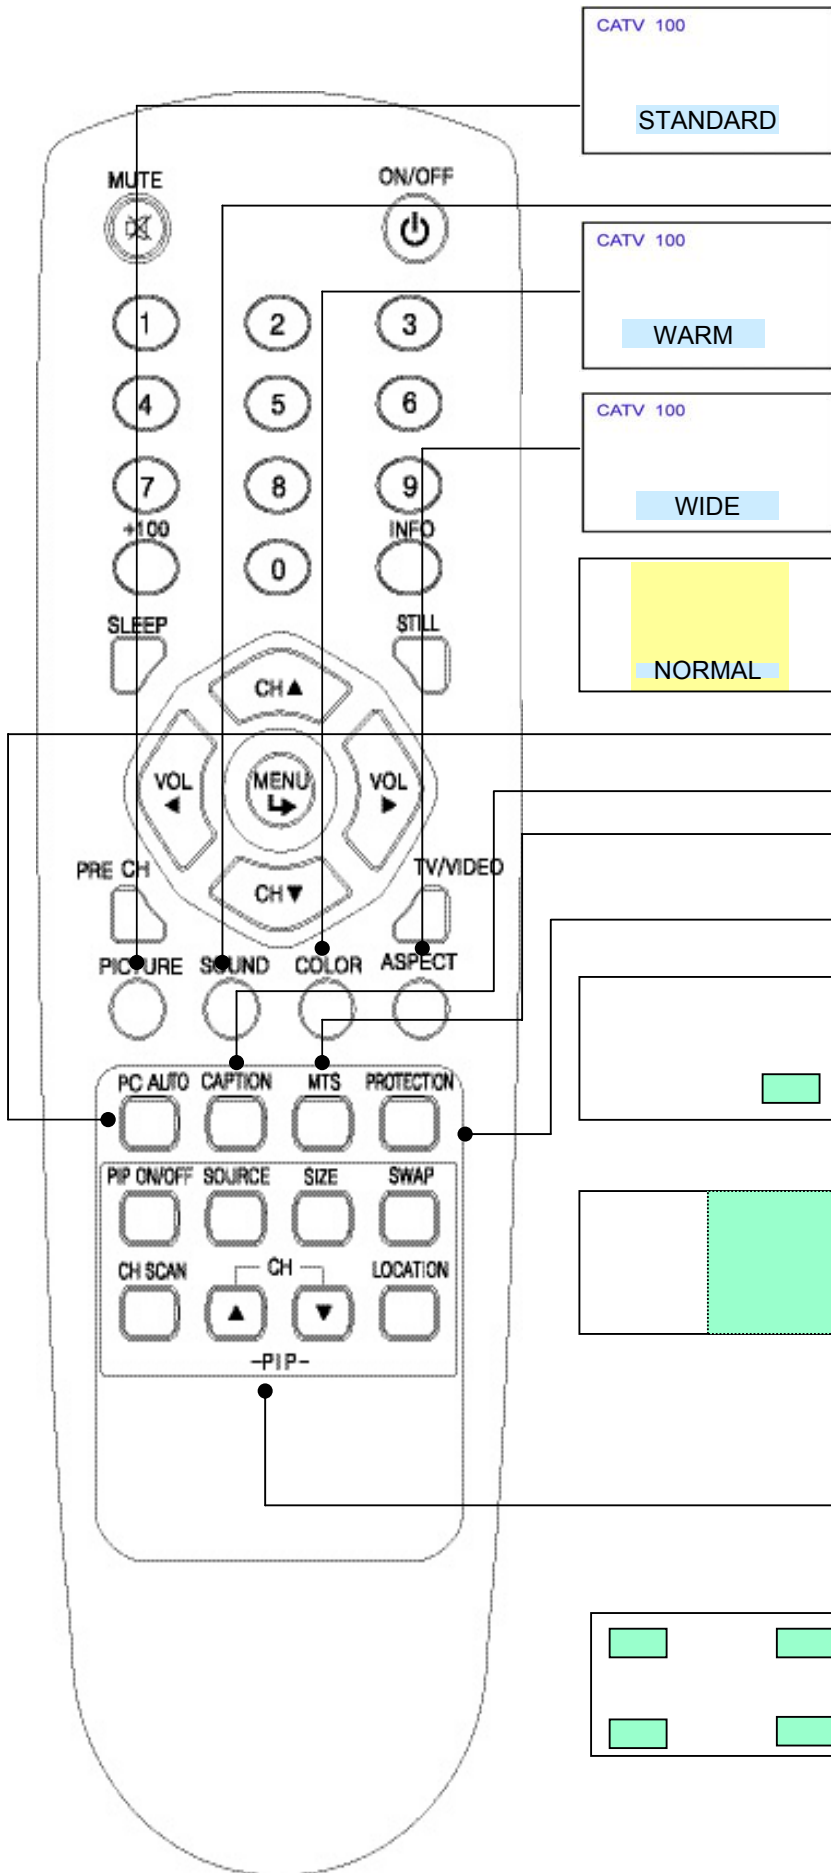 CATV 100
STANDARD
MUTE
ON/OFF
CATV 100
WARM
1
2
3
4
5
6
CATV 100
WIDE
7
8
9
+100
0
INFO
SLEEP
STILL
NORMAL
CH ▲
VOL ◄
MENU
VOL ►
CH ▼
PRE CH
TV/VIDEO
PICTURE
SOUND
COLOR
ASPECT
PC AUTO
CAPTION
MTS
PROTECTION
PIP ON/OFF
SOURCE
SIZE
SWAP
CH SCAN
CH
LOCATION
▲
▼
-PIP-